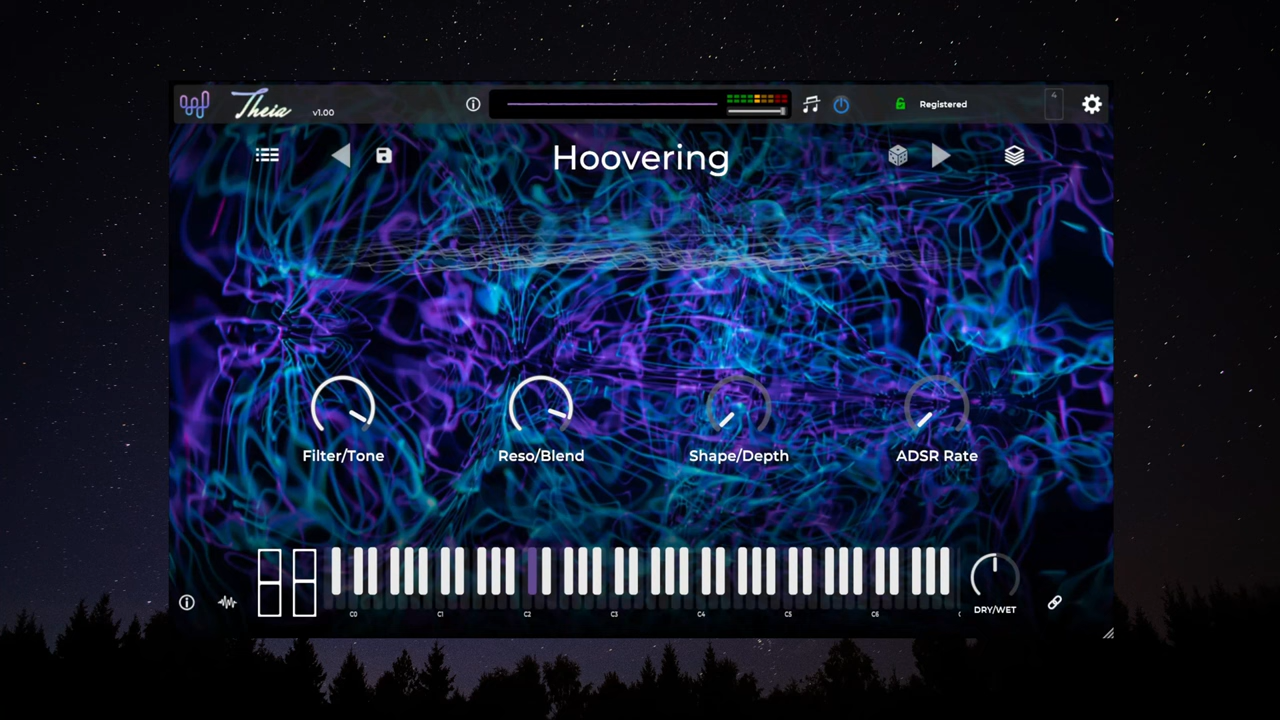 Theia
v1.00
Registered
4
Hoovering
Filter/Tone
Reso/Blend
Shape/Depth
ADSR Rate
C0
C1
C2
C3
C4
C5
C6
C
DRY/WET